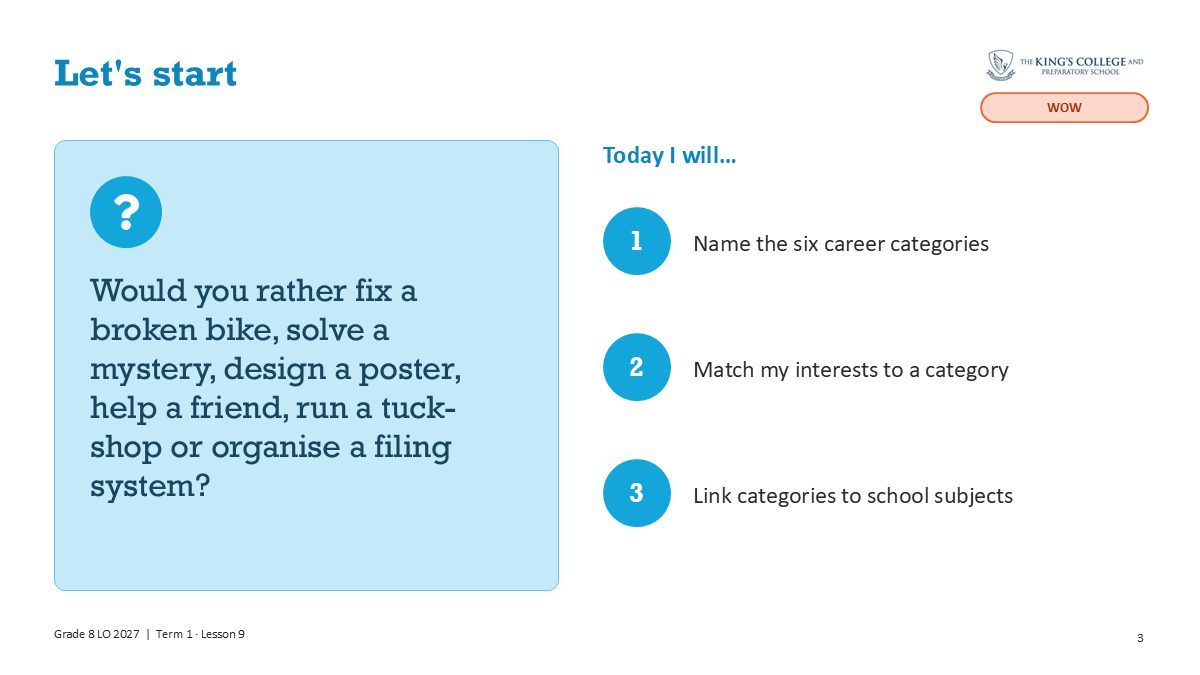 Let's start
THE KING'S COLLEGE AND
PREPARATORY SCHOOL
WOW
?
Would you rather fix a
broken bike, solve a
mystery, design a poster,
help a friend, run a tuck-
shop or organise a filing
system?
Today I will...
1
Name the six career categories
2
Match my interests to a category
3
Link categories to school subjects
Grade 8 LO 2027 | Term 1 · Lesson 9
3